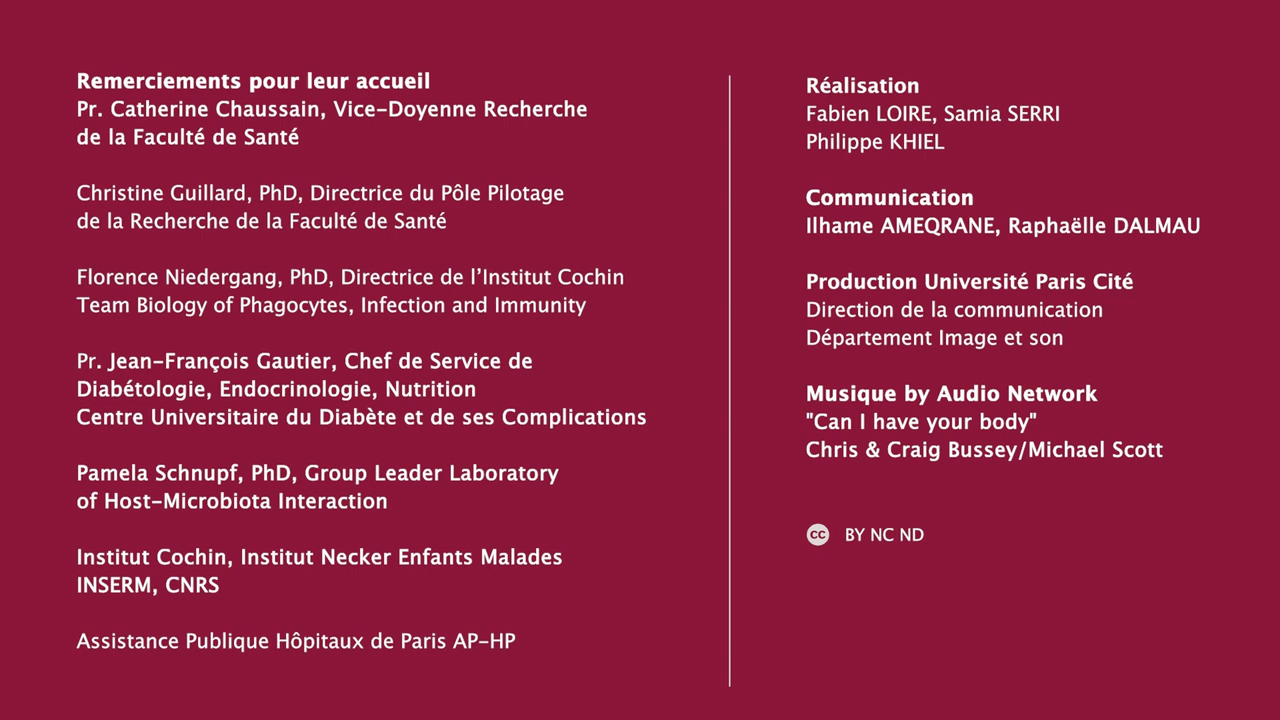 Remerciements pour leur accueil
Pr. Catherine Chaussain, Vice-Doyenne Recherche
de la Faculté de Santé
Christine Guillard, PhD, Directrice du Pôle Pilotage
de la Recherche de la Faculté de Santé
Florence Niedergang, PhD, Directrice de l'Institut Cochin
Team Biology of Phagocytes, Infection and Immunity
Pr. Jean-François Gautier, Chef de Service de
Diabétologie, Endocrinologie, Nutrition
Centre Universitaire du Diabète et de ses Complications
Pamela Schnupf, PhD, Group Leader Laboratory
of Host-Microbiota Interaction
Institut Cochin, Institut Necker Enfants Malades
INSERM, CNRS
Assistance Publique Hôpitaux de Paris AP-HP
Réalisation
Fabien LOIRE, Samia SERRI
Philippe KHIEL
Communication
Ilhame AMEQRANE, Raphaëlle DALMAU
Production Université Paris Cité
Direction de la communication
Département Image et son
Musique by Audio Network
"Can I have your body"
Chris & Craig Bussey/Michael Scott
cc BY NC ND